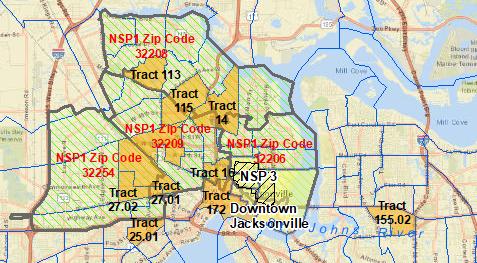 NSP1 Zip Code
32208
Tract 113
Tract
115
Tract
14
NSP1 Zip Code
32209
NSP1 Zip Code
32206
NSP1 Zip Code
32254
Tract 16
NSP 3
Tract
27.02
Tract
27.01
Tract
172
Downtown
Jacksonville
Tract
25.01
Tract
155.02
Johns River
Mill Cove
Mill Cove